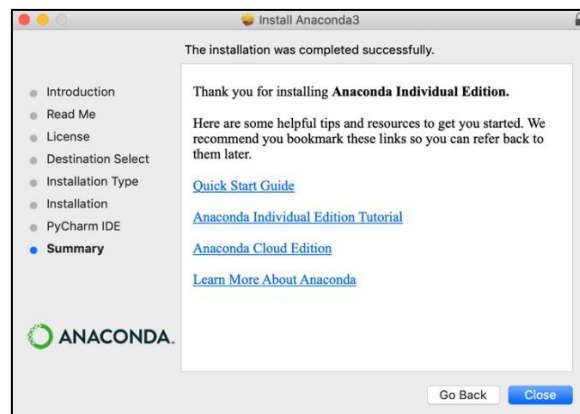 Install Anaconda3
The installation was completed successfully.
Introduction
Read Me
License
Destination Select
Installation Type
Installation
PyCharm IDE
Summary
Thank you for installing Anaconda Individual Edition.
Here are some helpful tips and resources to get you started. We
recommend you bookmark these links so you can refer back to
them later.
Quick Start Guide
Anaconda Individual Edition Tutorial
Anaconda Cloud Edition
Learn More About Anaconda
ANACONDA.
Go Back
Close